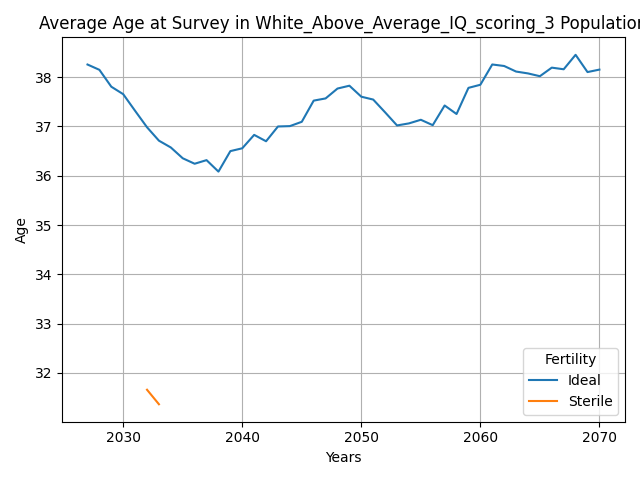 Average Age at Survey in White_Above_Average_IQ_scoring_3 Population
38
37
36
35
34
33
32
Age
2030 2040 2050 2060 2070
Years
Fertility
Ideal
Sterile